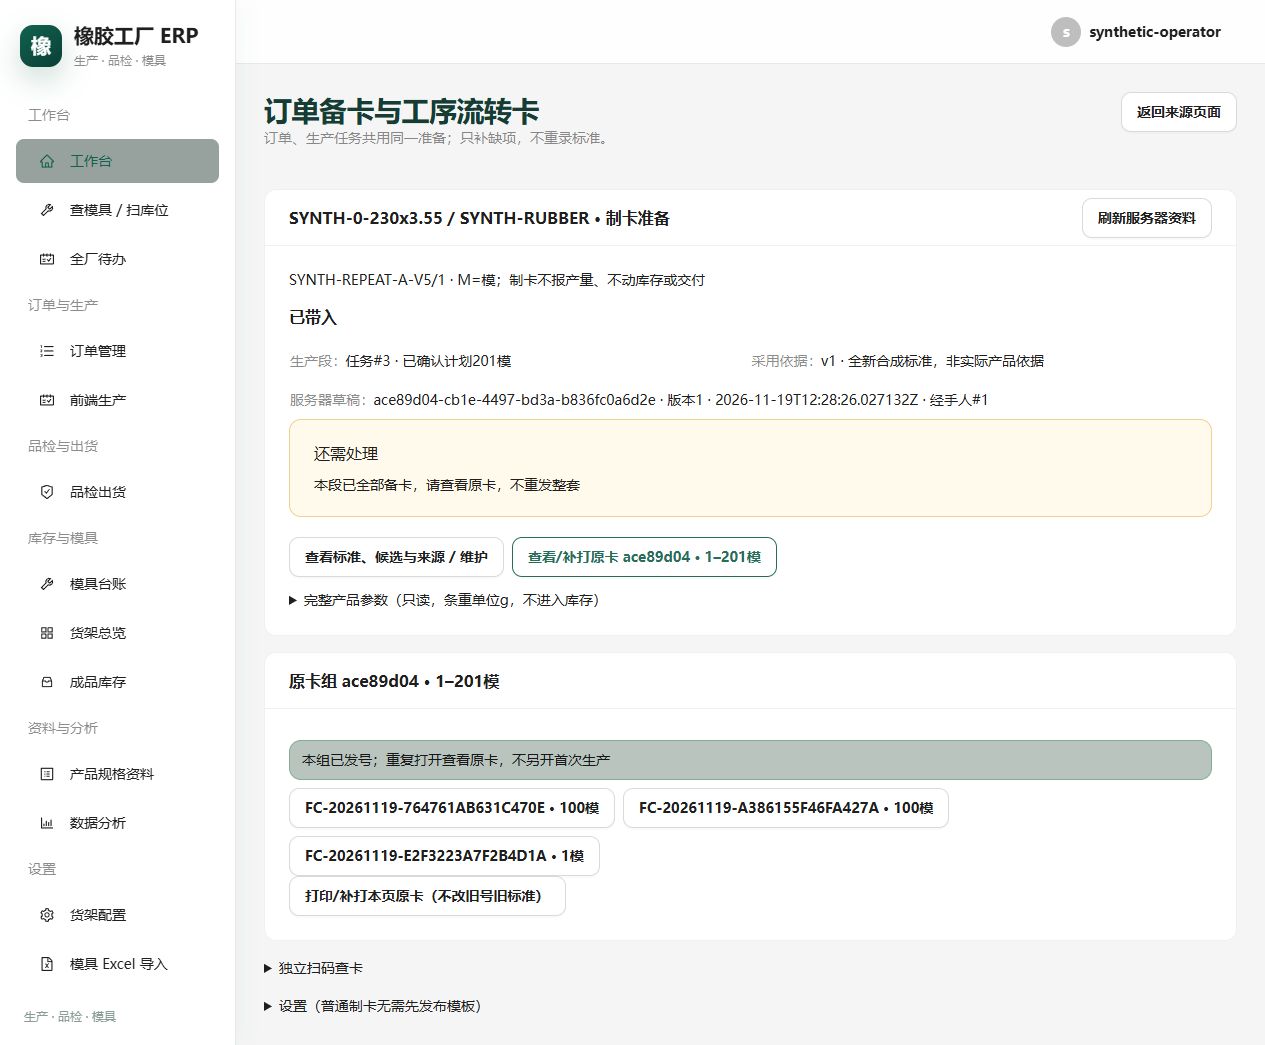 橡
橡胶工厂 ERP
生产 · 品检 · 模具
s
synthetic-operator
工作台
工作台
查模具 / 扫库位
全厂待办
订单与生产
订单管理
前端生产
品检与出货
品检出货
库存与模具
模具台账
货架总览
成品库存
资料与分析
产品规格资料
数据分析
设置
货架配置
模具 Excel 导入
生产 · 品检 · 模具
订单备卡与工序流转卡
订单、生产任务共用同一准备；只补缺项，不重录标准。
返回来源页面
SYNTH-0-230x3.55 / SYNTH-RUBBER • 制卡准备
刷新服务器资料
SYNTH-REPEAT-A-V5/1 · M=模；制卡不报产量、不动库存或交付
已带入
生产段：任务#3 · 已确认计划201模
采用依据：v1 · 全新合成标准，非实际产品依据
服务器草稿：ace89d04-cb1e-4497-bd3a-b836fc0a6d2e · 版本1 · 2026-11-19T12:28:26.027132Z · 经手人#1
还需处理
本段已全部备卡，请查看原卡，不重发整套
查看标准、候选与来源 / 维护
查看/补打原卡 ace89d04 • 1–201模
完整产品参数（只读，条重单位g，不进入库存）
原卡组 ace89d04 • 1–201模
本组已发号；重复打开查看原卡，不另开首次生产
FC-20261119-764761AB631C470E • 100模
FC-20261119-A386155F46FA427A • 100模
FC-20261119-E2F3223A7F2B4D1A • 1模
打印/补打本页原卡（不改旧号旧标准）
独立扫码查卡
设置（普通制卡无需先发布模板）